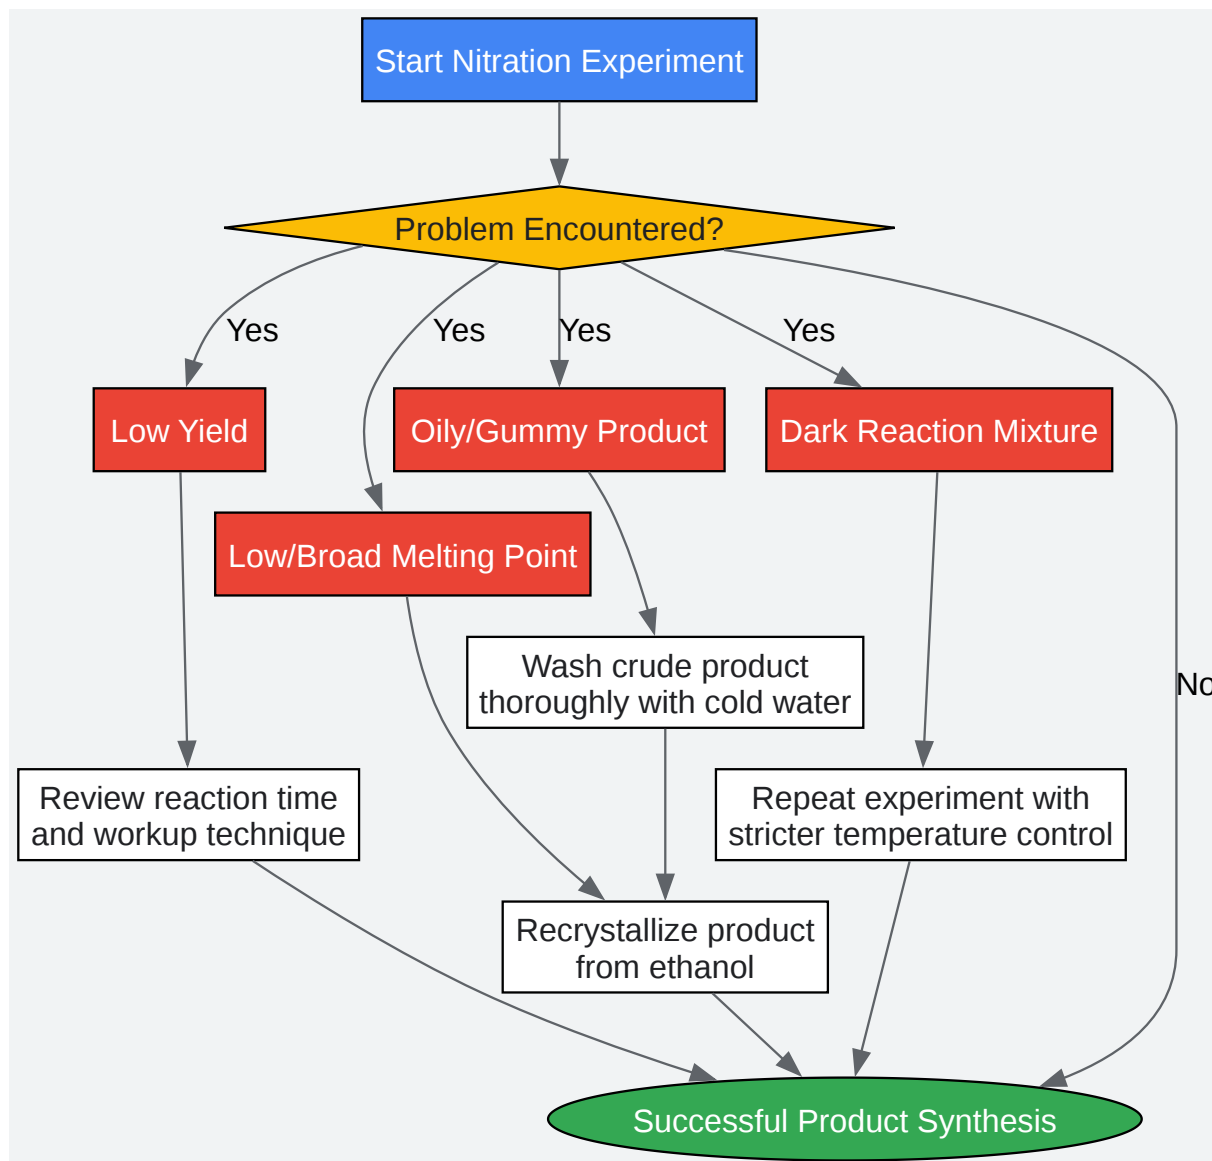 Start Nitration Experiment
Problem Encountered?
Yes
Yes
Yes
Yes
Low Yield
Oily/Gummy Product
Dark Reaction Mixture
Low/Broad Melting Point
Wash crude product
thoroughly with cold water
No
Review reaction time
and workup technique
Repeat experiment with
stricter temperature control
Recrystallize product
from ethanol
Successful Product Synthesis